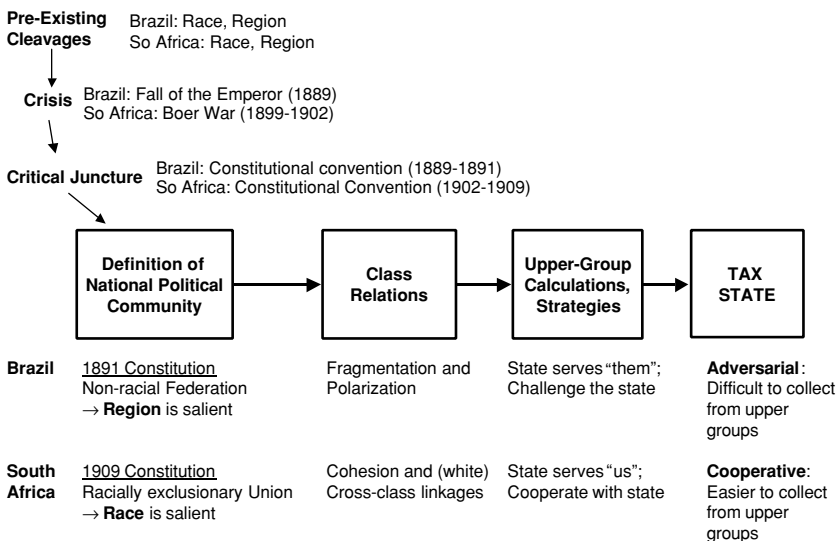 Pre-Existing Cleavages
Brazil: Race, Region
So Africa: Race, Region
Crisis
Brazil: Fall of the Emperor (1889)
So Africa: Boer War (1899-1902)
Critical Juncture
Brazil: Constitutional convention (1889-1891)
So Africa: Constitutional Convention (1902-1909)
Definition of
National Political
Community
Class
Relations
Upper-Group
Calculations,
Strategies
TAX
STATE
Brazil
1891 Constitution
Non-racial Federation
→ Region is salient
Fragmentation and
Polarization
State serves “them”;
Challenge the state
Adversarial:
Difficult to collect
from upper
groups
South
Africa
1909 Constitution
Racially exclusionary Union
→ Race is salient
Cohesion and (white)
Cross-class linkages
State serves “us”;
Cooperate with state
Cooperative:
Easier to collect
from upper
groups